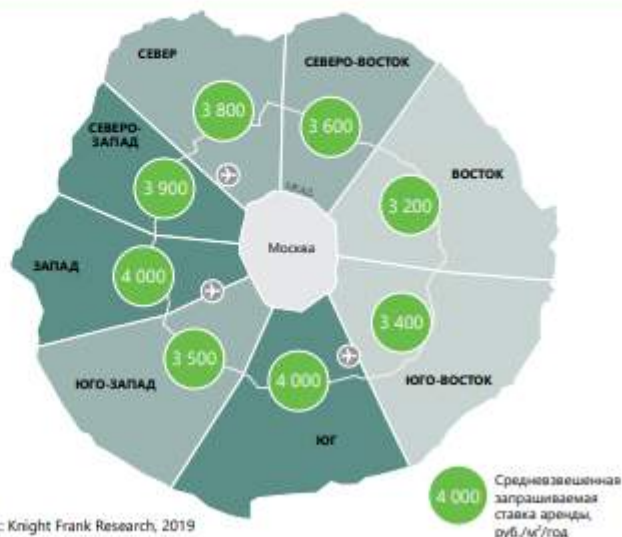 СЕВЕР
СЕВЕРО-ВОСТОК
3 800
3 600
СЕВЕРО-
ЗАПАД
ВОСТОК
3 900
3 200
Москва
ЗАПАД
4 000
3 400
3 500
4 000
ЮГО-ЗАПАД
ЮГО-ВОСТОК
ЮГ
4 000
Средневзвешенная
запрашиваемая
ставка аренды,
руб./м²/год
: Knight Frank Research, 2019